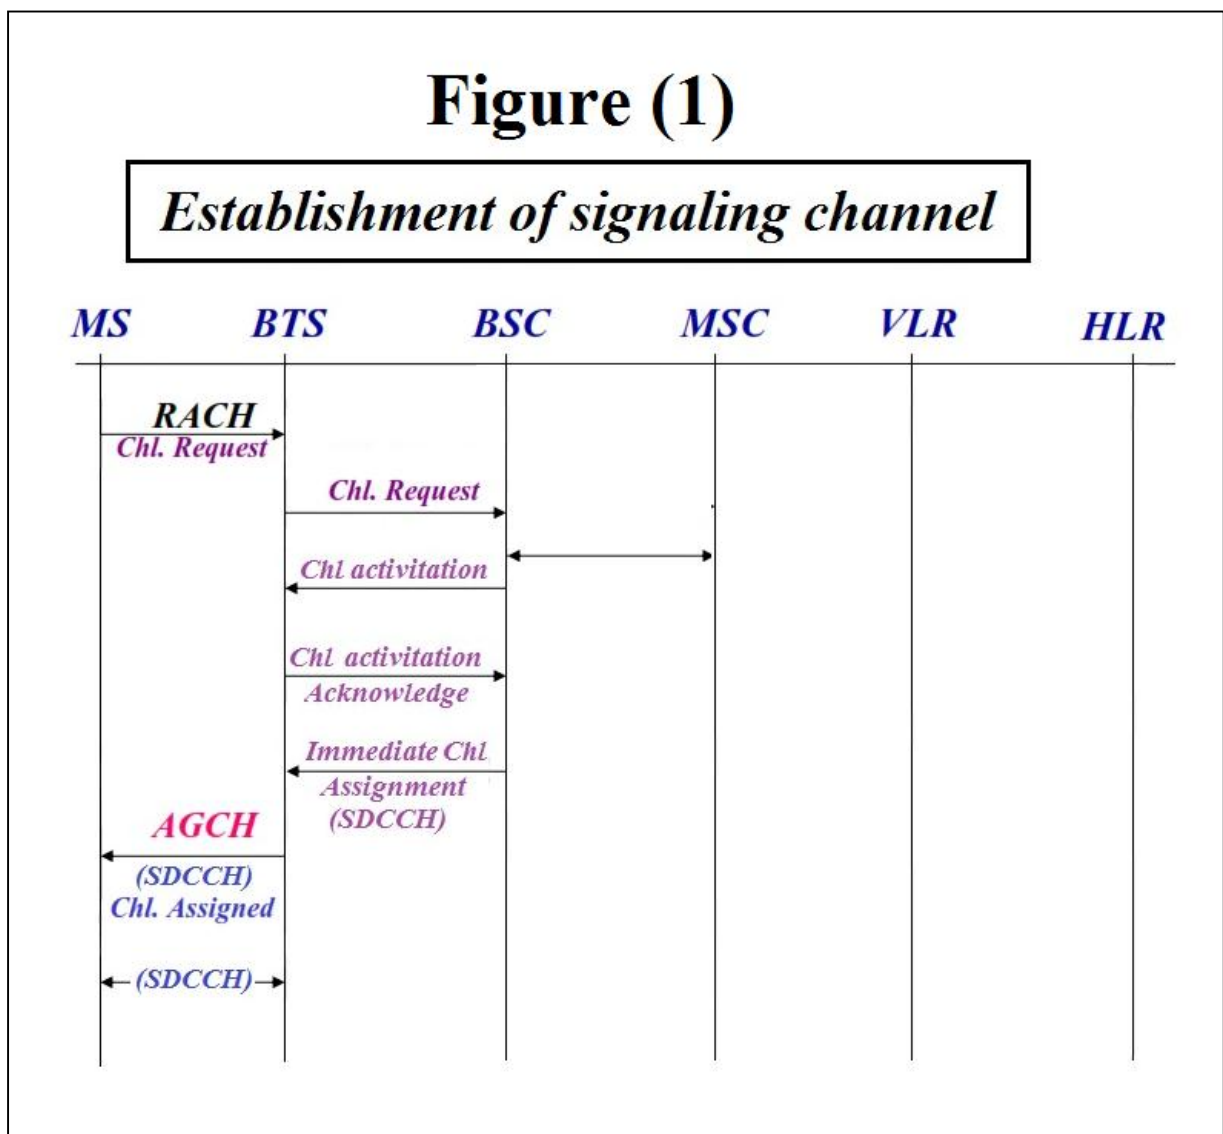 Figure (1)
Establishment of signaling channel
MS BTS BSC MSC VLR HLR
RACH
Chl. Request
Chl. Request
Chl activitation
Chl activitation
Acknowledge
Immediate Chl
Assignment
(SDCCH)
AGCH
(SDCCH)
Chl. Assigned
(SDCCH)